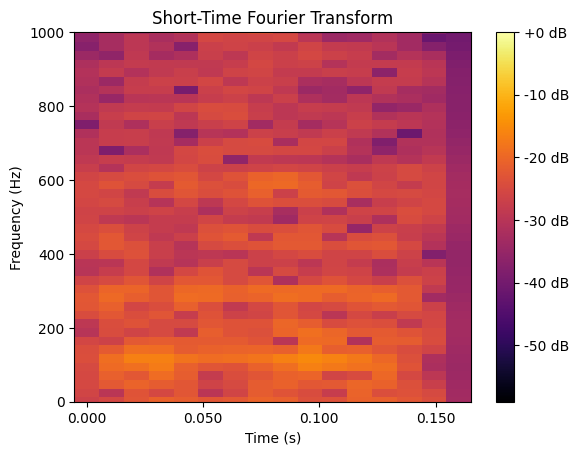 Short-Time Fourier Transform
1000
800
600
400
200
0
Frequency (Hz)
0.000
0.050
0.100
0.150
Time (s)
+0 dB
-10 dB
-20 dB
-30 dB
-40 dB
-50 dB